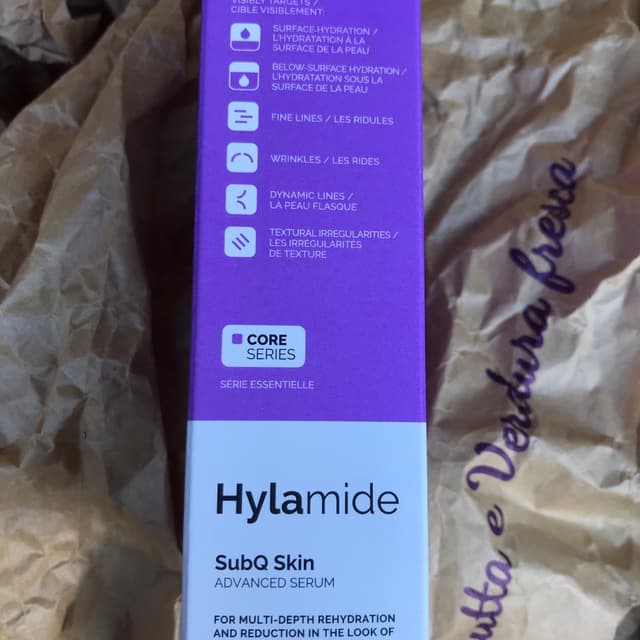 VISIBLY TARGETS /
CIBLE VISIBLEMENT:
SURFACE-HYDRATION /
L'HYDRATATION À LA
SURFACE DE LA PEAU
BELOW-SURFACE HYDRATION /
L'HYDRATATION SOUS LA
SURFACE DE LA PEAU
FINE LINES / LES RIDULES
WRINKLES / LES RIDES
DYNAMIC LINES /
LA PEAU FLASQUE
TEXTURAL IRREGULARITIES /
LES IRRÉGULARITÉS
DE TEXTURE
CORE
SERIES
SÉRIE ESSENTIELLE
Hylamide
SubQ Skin
ADVANCED SERUM
FOR MULTI-DEPTH REHYDRATION
AND REDUCTION IN THE LOOK OF
utta e Verdura fresca